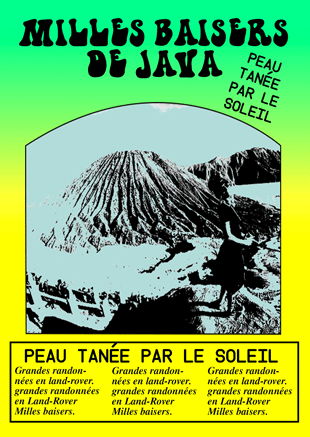 MILLES BAISERS
DE JAVA
PEAU
TANÉE
PAR LE
SOLEIL
PEAU TANÉE PAR LE SOLEIL
Grandes randon-
nées en land-rover.
grandes randonnées
en Land-Rover
Milles baisers.
Grandes randon-
nées en land-rover.
grandes randonnées
en Land-Rover
Milles baisers.
Grandes randon-
nées en land-rover.
grandes randonnées
en Land-Rover
Milles baisers.